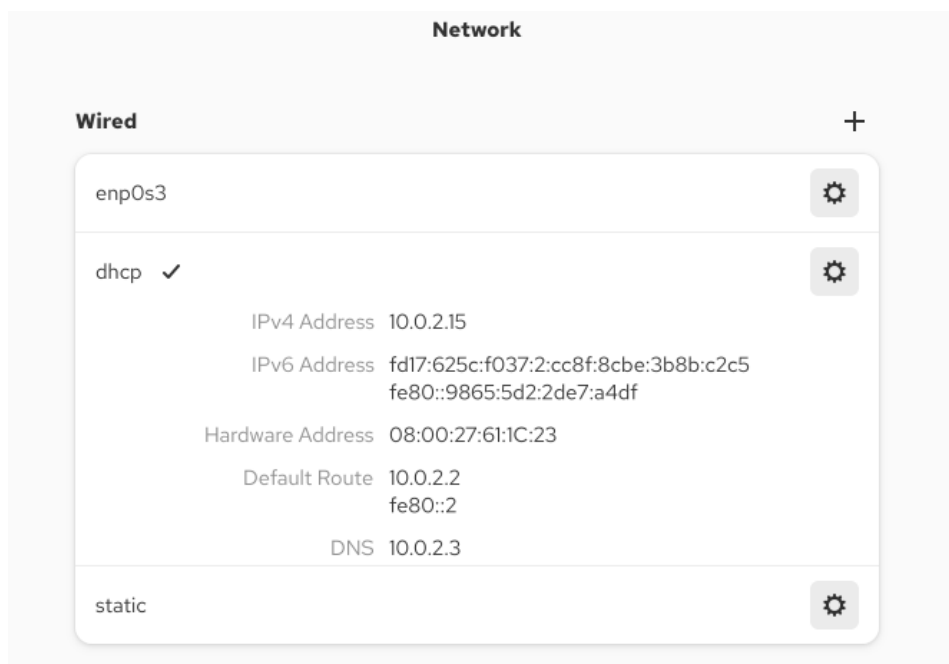 Network
Wired
enp0s3
dhcp
IPv4 Address 10.0.2.15
IPv6 Address fd17:625c:f037:2:cc8f:8cbe:3b8b:c2c5
fe80::9865:5d2:2de7:a4df
Hardware Address 08:00:27:61:1C:23
Default Route 10.0.2.2
fe80::2
DNS 10.0.2.3
static